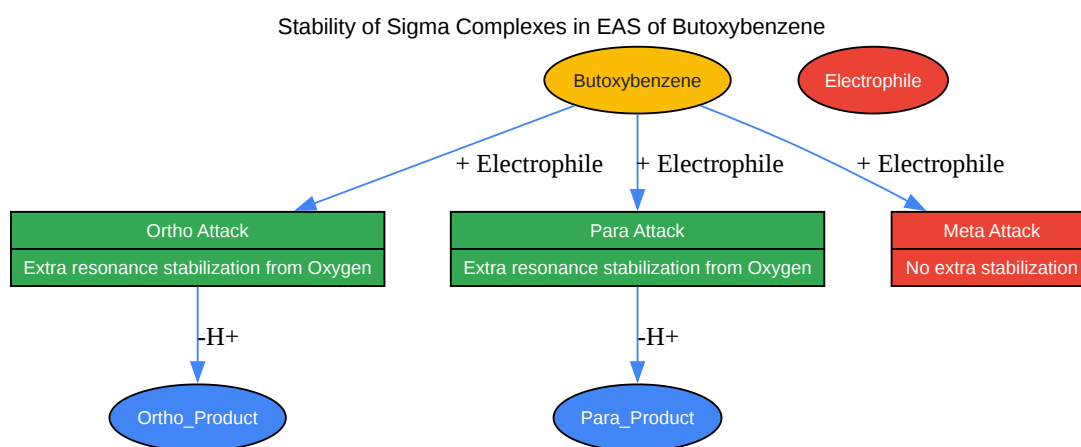 Stability of Sigma Complexes in EAS of Butoxybenzene
Butoxybenzene
Electrophile
+ Electrophile
+ Electrophile
+ Electrophile
Ortho Attack
Extra resonance stabilization from Oxygen
Para Attack
Extra resonance stabilization from Oxygen
Meta Attack
No extra stabilization
-H+
-H+
Ortho_Product
Para_Product